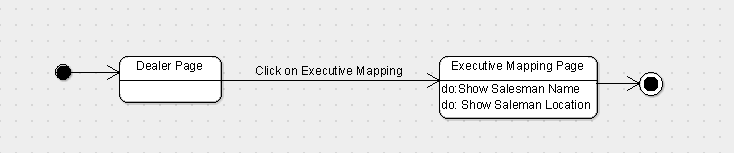 Dealer Page
Click on Executive Mapping
Executive Mapping Page
do:Show Salesman Name
do: Show Saleman Location